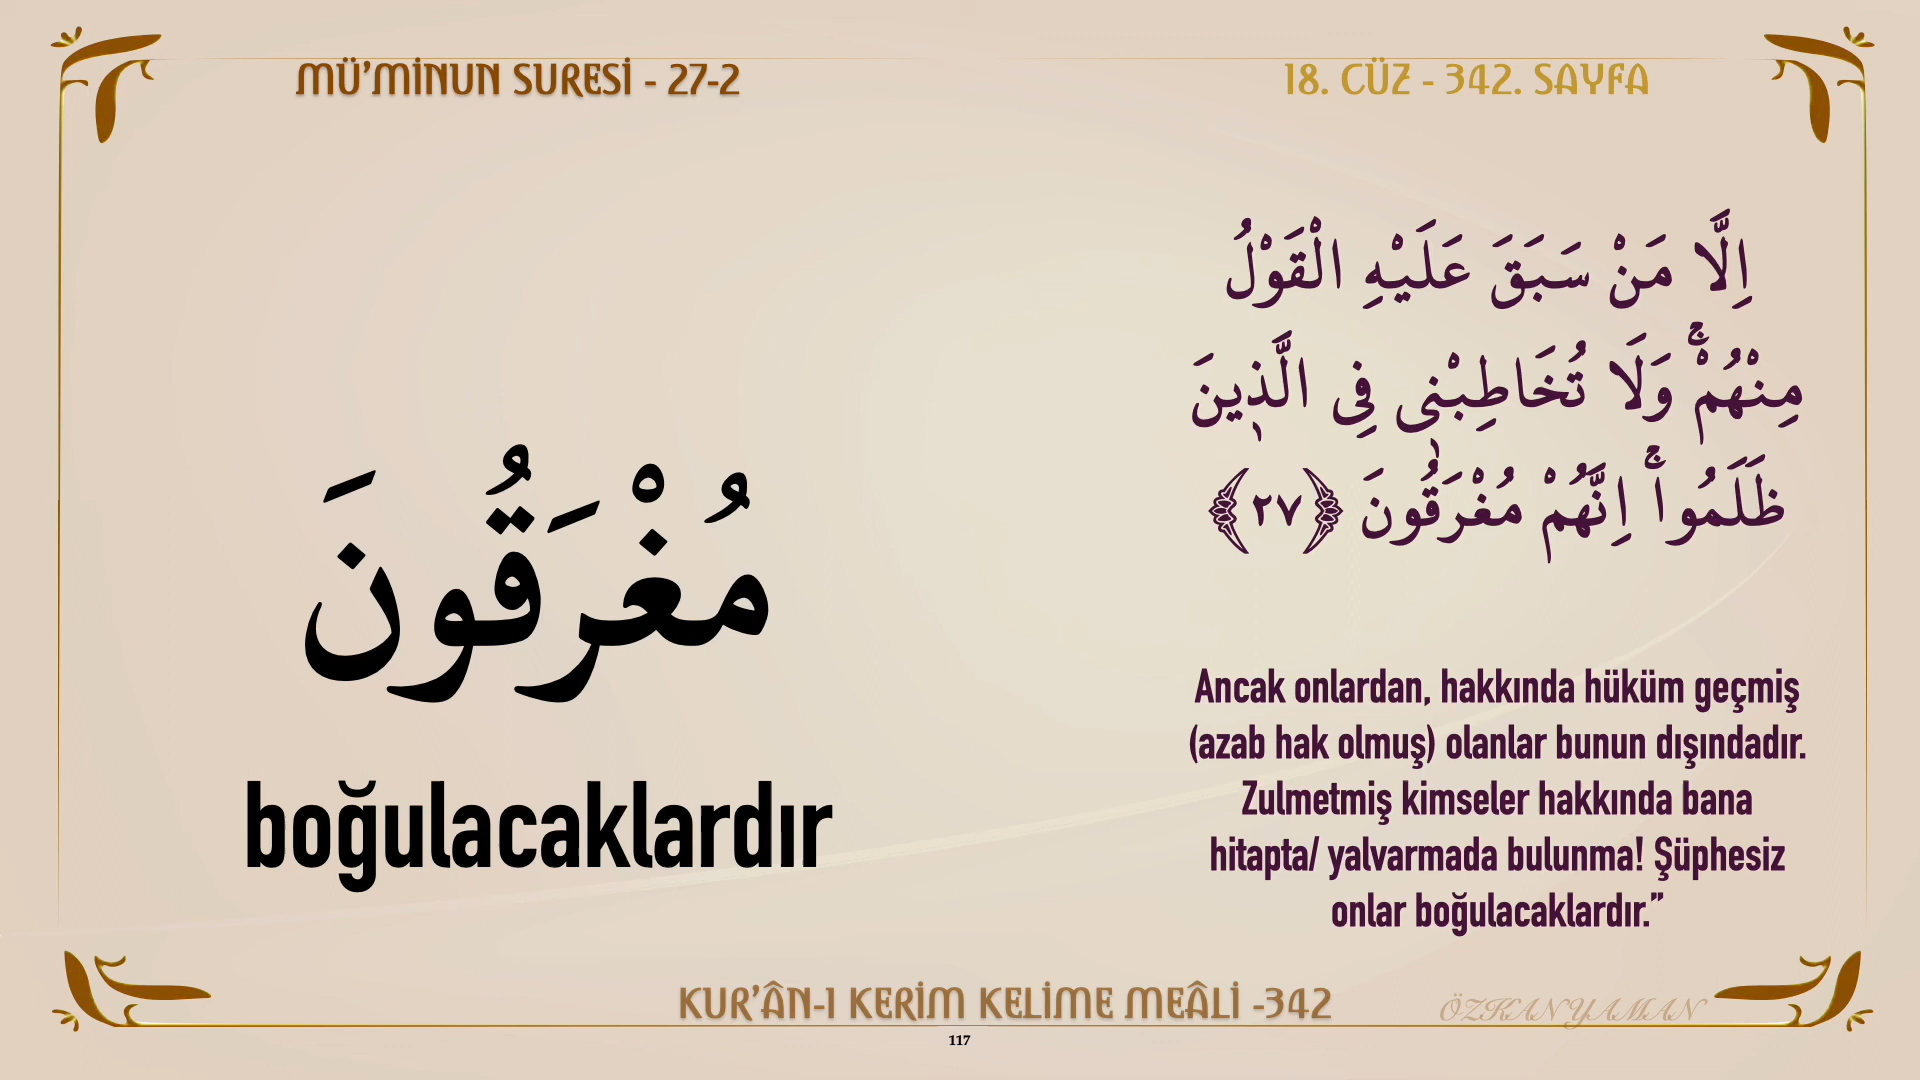 MÜ’MİNUN SURESİ - 27-2
18. CÜZ - 342. SAYFA
مُغْرَقُونَ
boğulacaklardır
اِلَّا مَنْ سَبَقَ عَلَيْهِ الْقَوْلُ
مِنْهُمْۚ وَلَا تُخَاطِبْنٖى فِى الَّذٖينَ
ظَلَمُواۚ اِنَّهُمْ مُغْرَقُونَ ﴿٢٧﴾
Ancak onlardan, hakkında hüküm geçmiş
(azab hak olmuş) olanlar bunun dışındadır.
Zulmetmiş kimseler hakkında bana
hitapta/ yalvarmada bulunma! Şüphesiz
onlar boğulacaklardır.”
KUR’ÂN-I KERİM KELİME MEÂLİ -342
ÖZKAN YAMAN
117